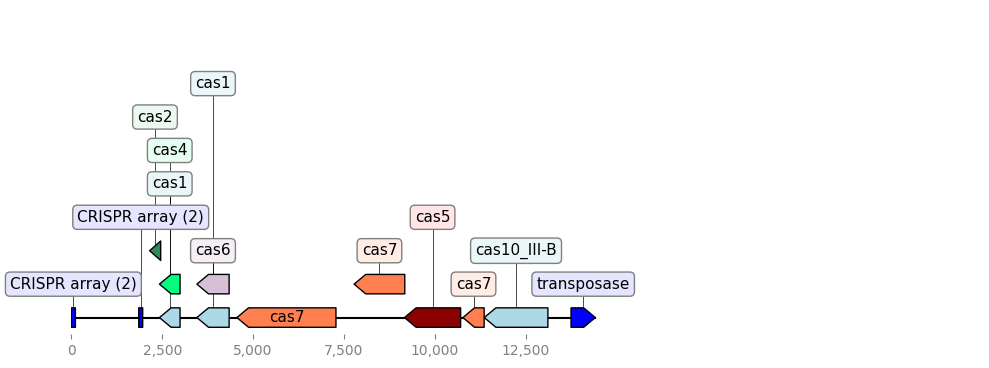 cas1
cas2
cas4
cas1
CRISPR array (2)
cas5
cas6
cas7
cas10_III-B
CRISPR array (2)
cas7
transposase
cas7
0
2,500
5,000
7,500
10,000
12,500